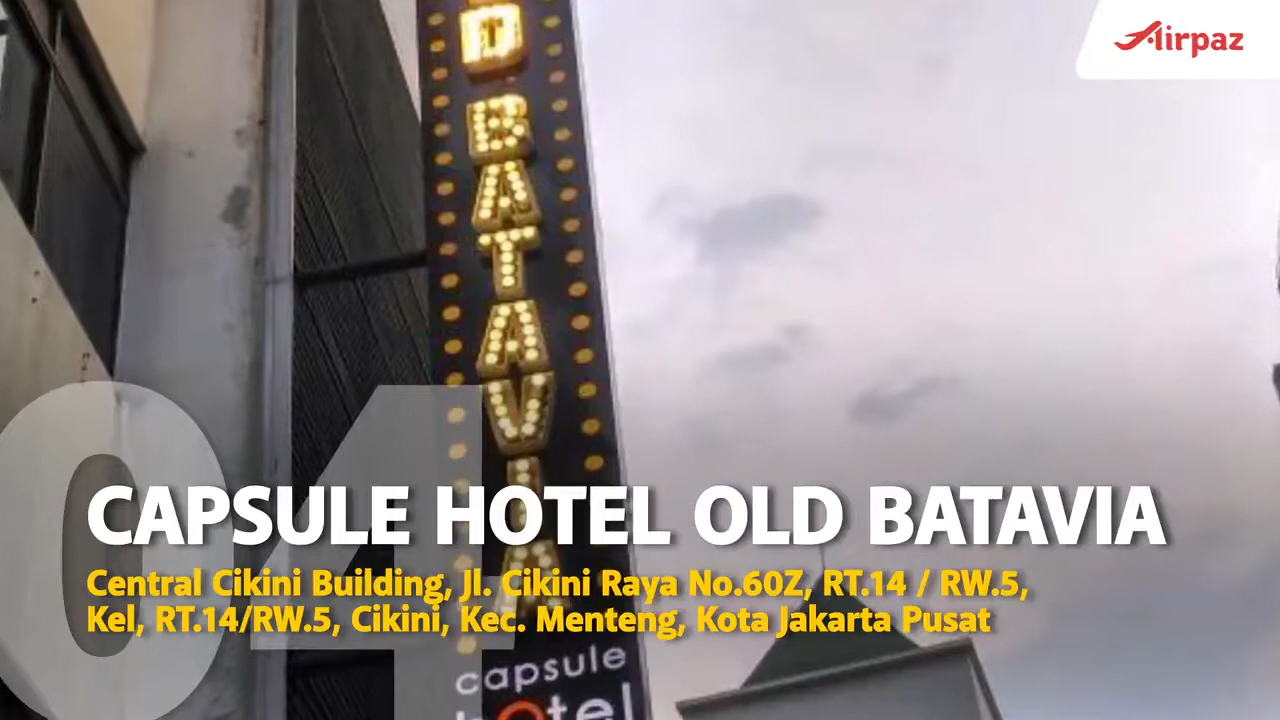 Airpaz
D
BATAVIA
04
CAPSULE HOTEL OLD BATAVIA
Central Cikini Building, Jl. Cikini Raya No.60Z, RT.14 / RW.5,
Kel, RT.14/RW.5, Cikini, Kec. Menteng, Kota Jakarta Pusat
capsule
hotel